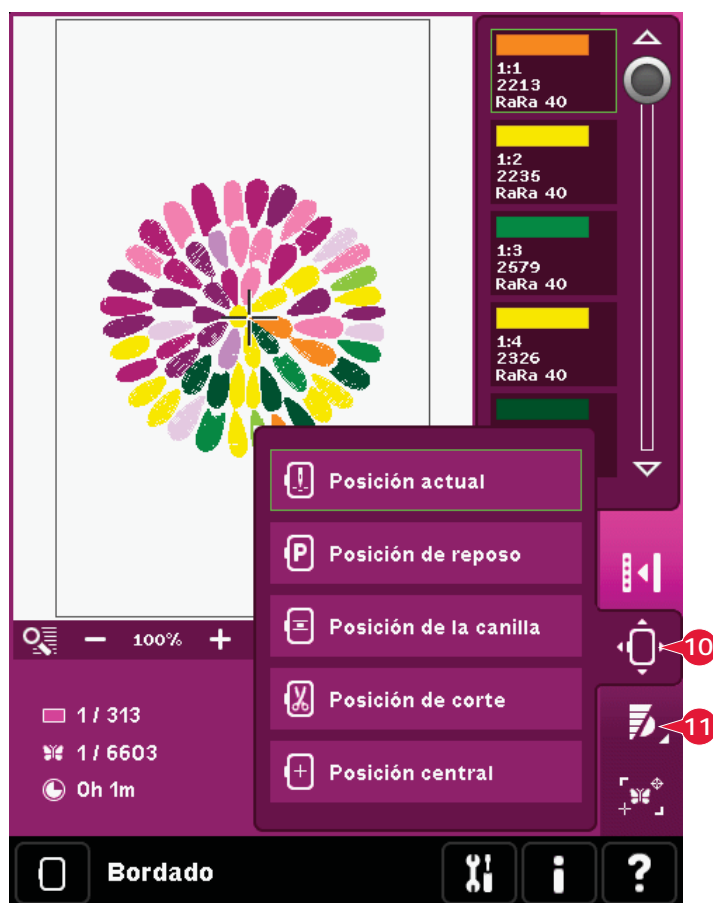 1:1
2213
RaRa 40
1:2
2235
RaRa 40
1:3
2579
RaRa 40
1:4
2326
RaRa 40
Posición actual
Posición de reposo
Posición de la canilla
Posición de corte
Posición central
P
− 100% +
1 / 313
1 / 6603
0h 1m
10
11
Bordado
i
?